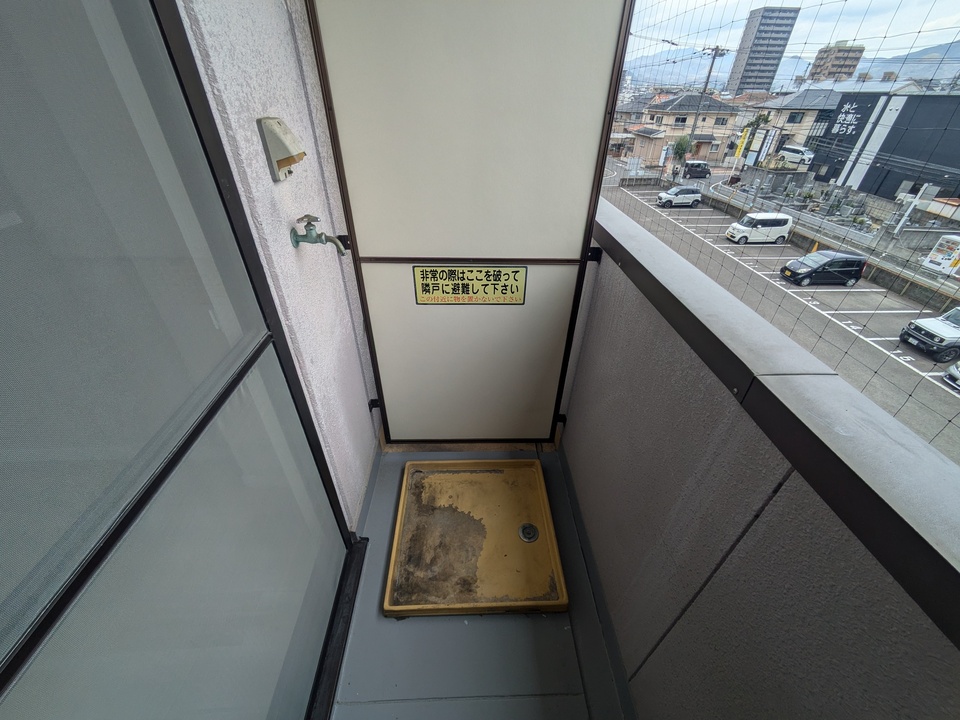 非常の際はここを破って
隣戸に避難して下さい
この付近に物を置かないで下さい
水と
快適に
暮らす。
14
15